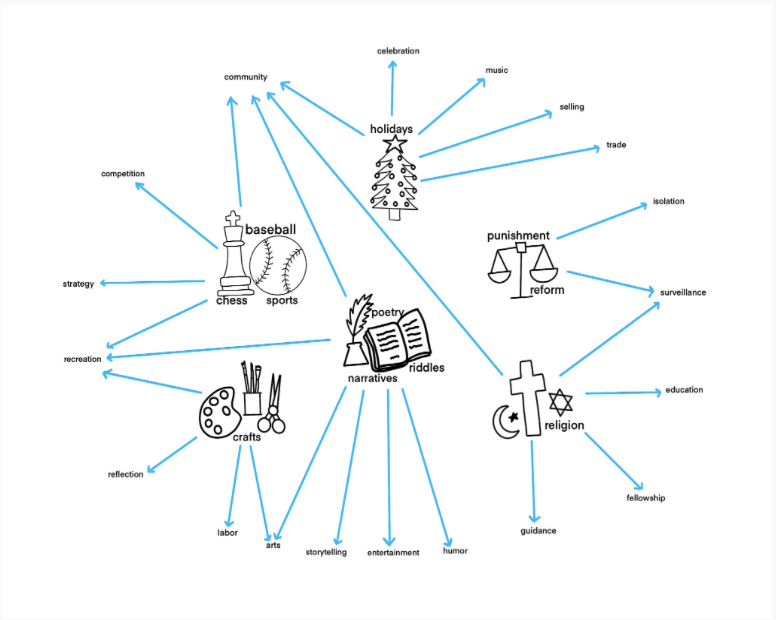 celebration
music
community
selling
holidays
trade
competition
isolation
baseball
punishment
strategy
reform
surveillance
chess
sports
poetry
recreation
riddles
narratives
education
religion
crafts
reflection
fellowship
labor
guidance
arts
storytelling
entertainment
humor